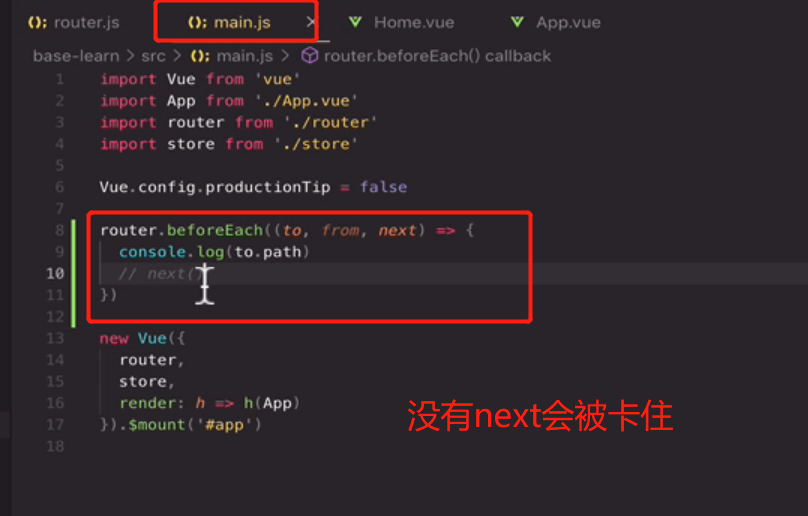 router.js main.js × Home.vue App.vue
base-learn > src > main.js > router.beforeEach() callback
1 import Vue from 'vue'
2 import App from './App.vue'
3 import router from './router'
4 import store from './store'
5
6 Vue.config.productionTip = false
7
8 router.beforeEach((to, from, next) => {
9 console.log(to.path)
10 // next()
11 })
12
13 new Vue({
14 router,
15 store,
16 render: h => h(App)
17 }).$mount('#app')
18
没有next会被卡住